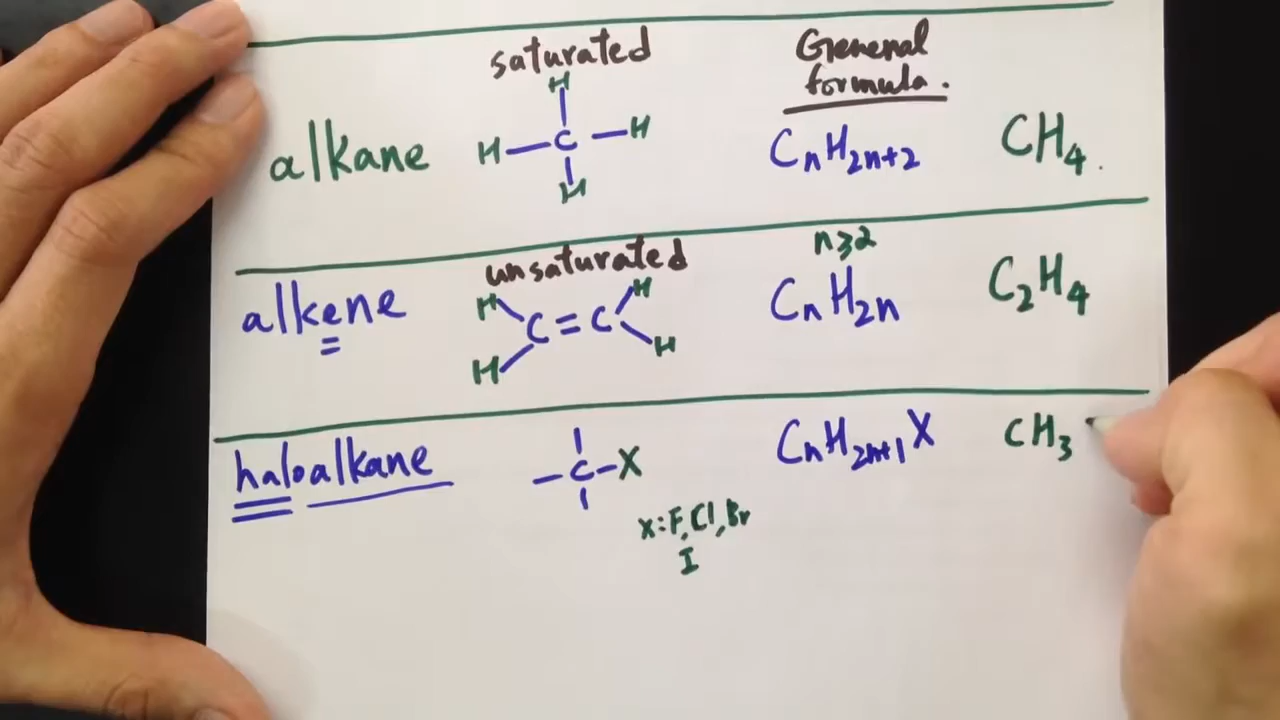 saturated
General
formula.
alkane
H
H—C—H
H
CnH2n+2
CH4.
unsaturated
n≥2
alkene
H H
C=C
H H
CnH2n
C2H4
haloalkane
—C—X
CnH2n+1X
CH3
X:F,Cl,Br
I